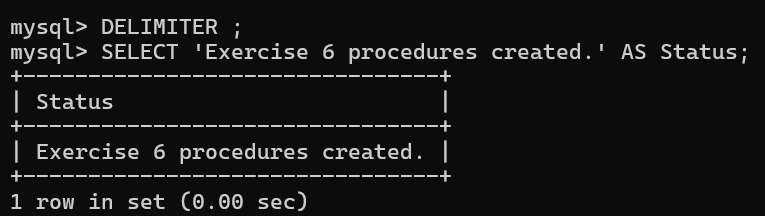 mysql> DELIMITER ;
mysql> SELECT 'Exercise 6 procedures created.' AS Status;
+--------------------------------+
| Status                         |
+--------------------------------+
| Exercise 6 procedures created. |
+--------------------------------+
1 row in set (0.00 sec)